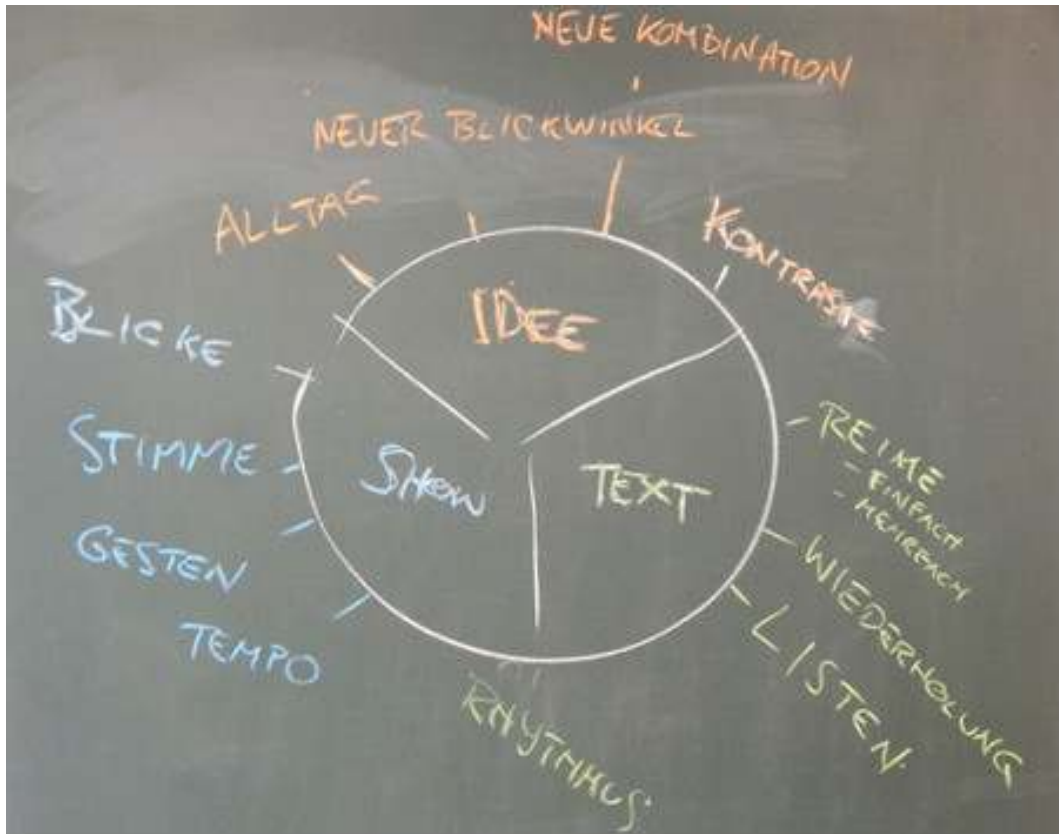 NEUE KOMBINATION
NEUER BLICKWINKEL
ALLTAG
KONTRASTE
IDEE
BLICKE
STIMME
GESTEN
TEMPO
SHOW
TEXT
REIME
- EINFACH
- MEHRFACH
WIEDERHOLUNG
LISTEN
RHYTHMUS